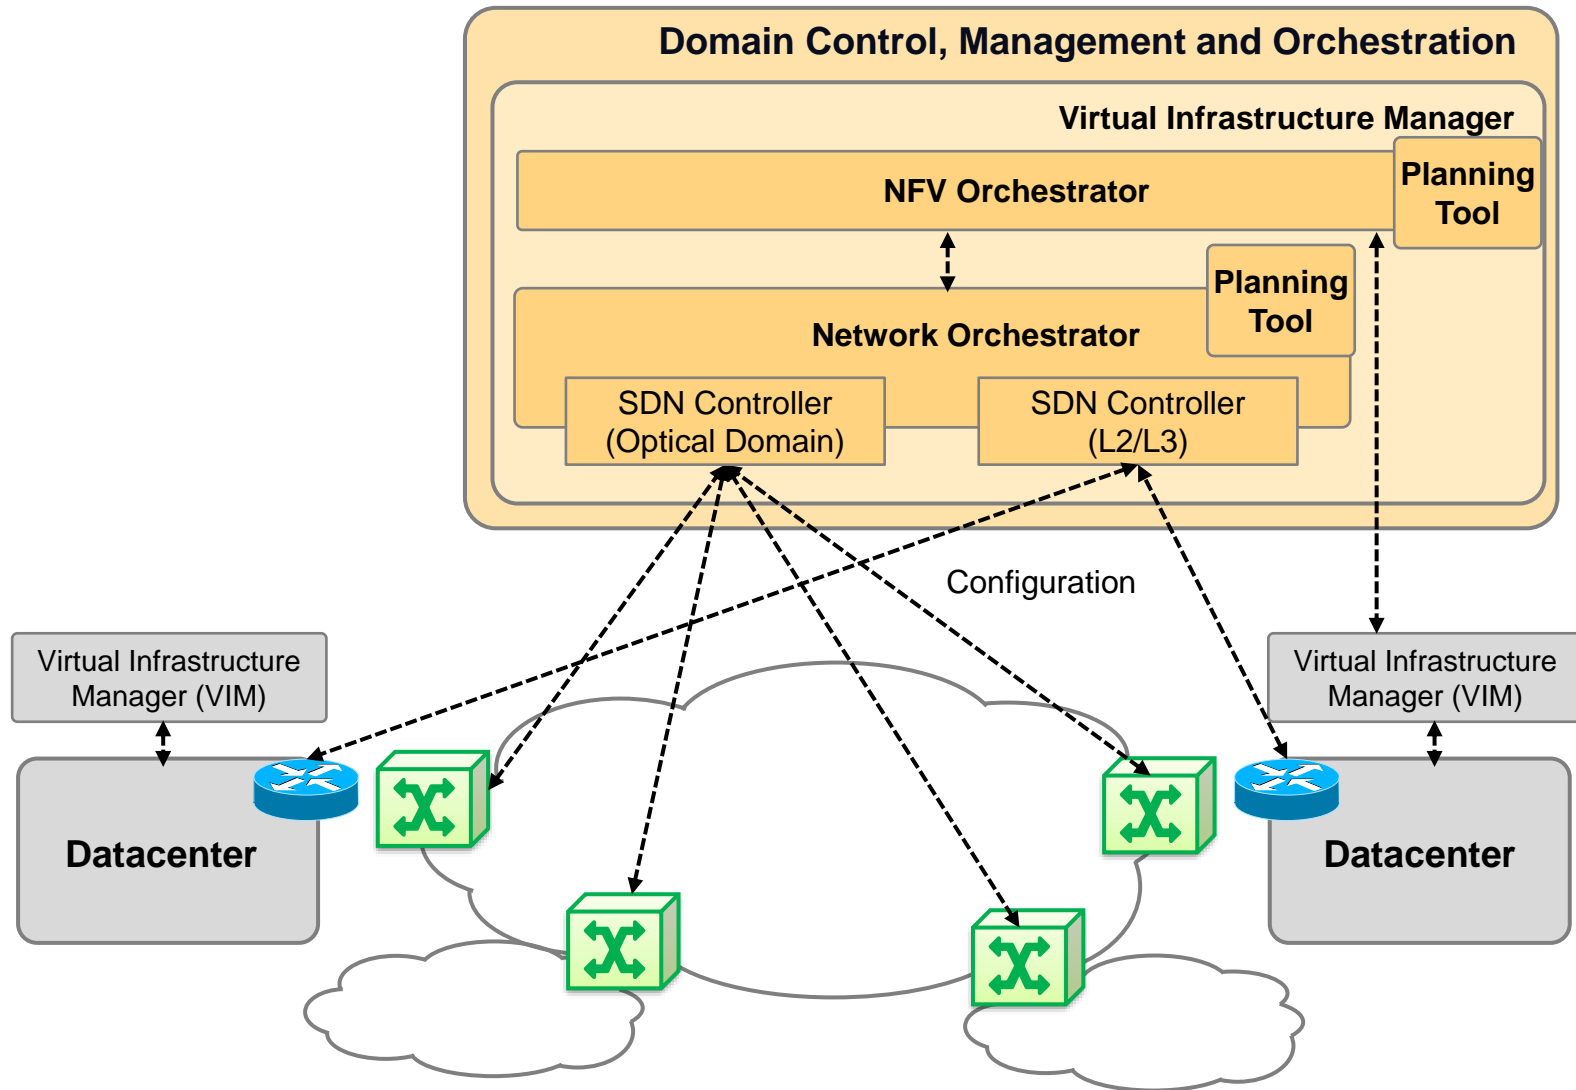 Domain Control, Management and Orchestration
Virtual Infrastructure Manager
NFV Orchestrator
Planning
Tool
Planning
Tool
Network Orchestrator
SDN Controller
(Optical Domain)
SDN Controller
(L2/L3)
Configuration
Virtual Infrastructure
Manager (VIM)
Virtual Infrastructure
Manager (VIM)
Datacenter
Datacenter